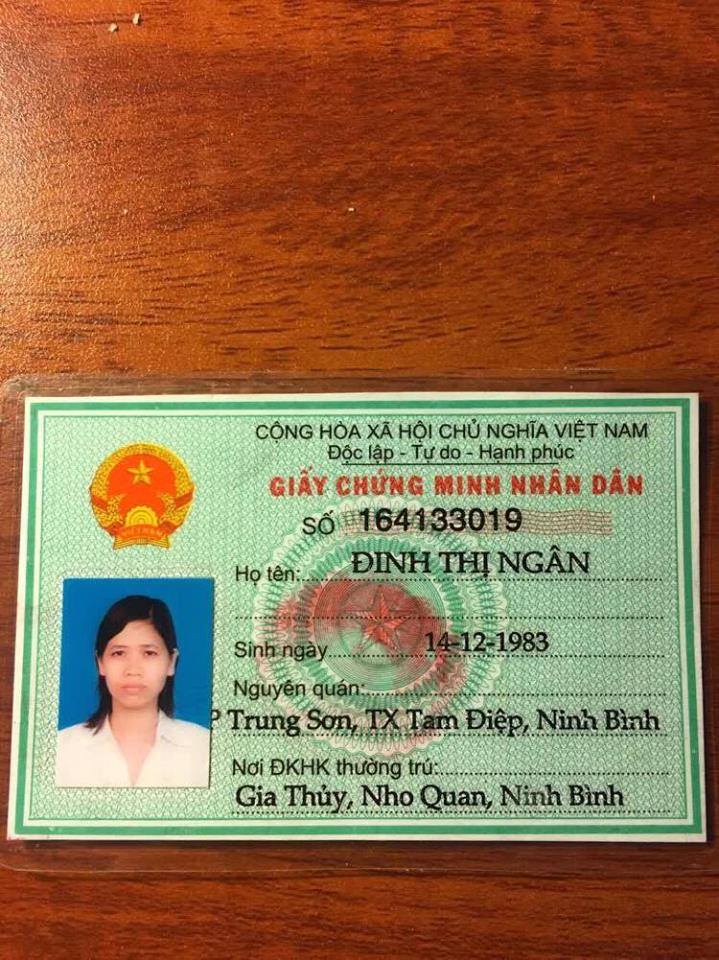 CỘNG HÒA XÃ HỘI CHỦ NGHĨA VIỆT NAM
Độc lập - Tự do - Hạnh phúc
GIẤY CHỨNG MINH NHÂN DÂN
SỐ 164133019
Họ tên: ĐINH THỊ NGÂN
Sinh ngày 14-12-1983
Nguyên quán:
P Trung Sơn, TX Tam Điệp, Ninh Bình
Nơi ĐKHK thường trú:
Gia Thủy, Nho Quan, Ninh Bình